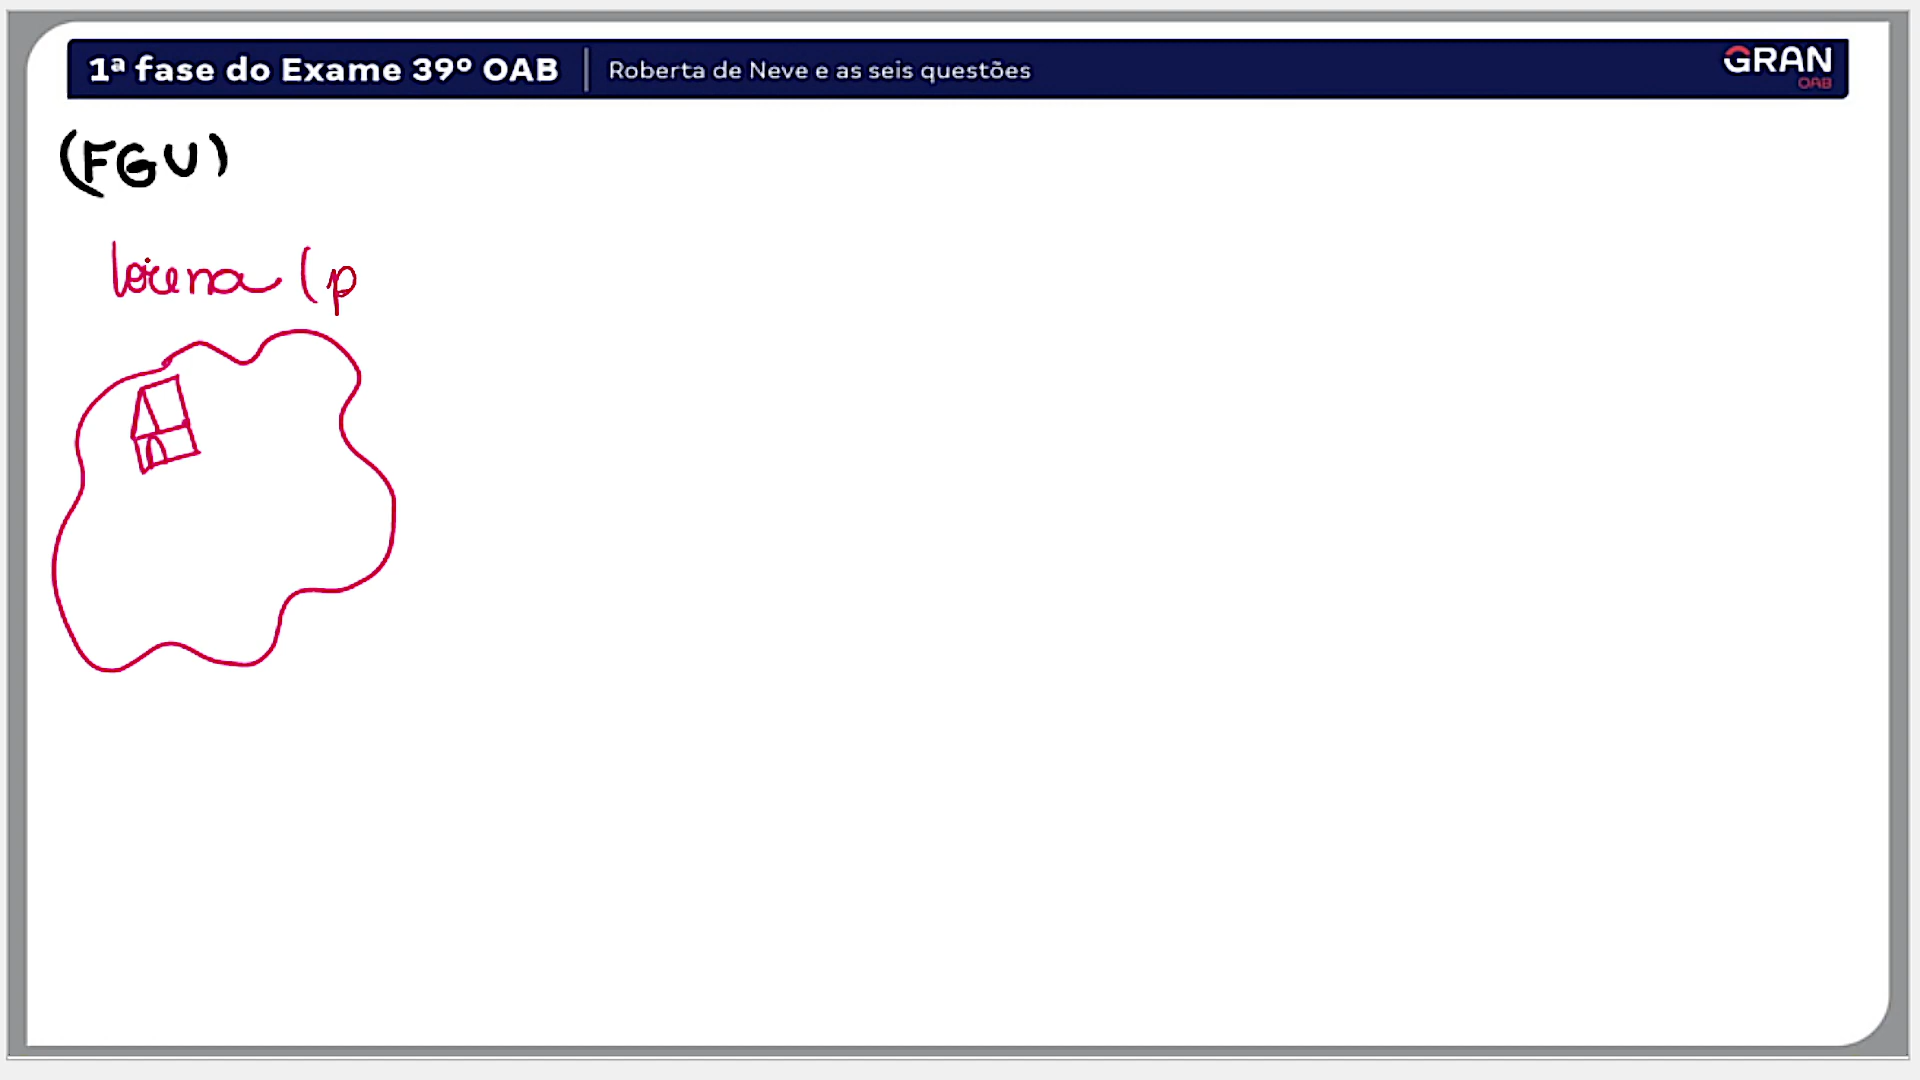 1ª fase do Exame 39º OAB
Roberta de Neve e as seis questões
GRAN
OAB
(FGV)
lorena (p